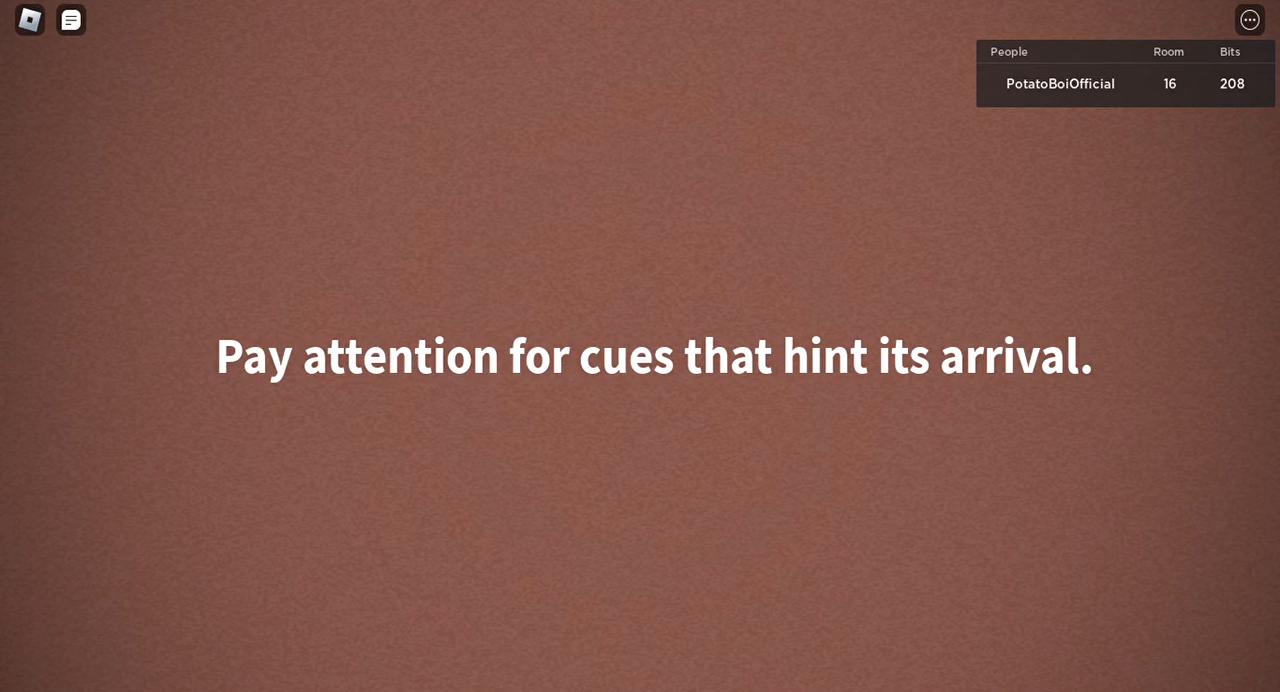 People Room Bits
PotatoBoiOfficial 16 208
Pay attention for cues that hint its arrival.